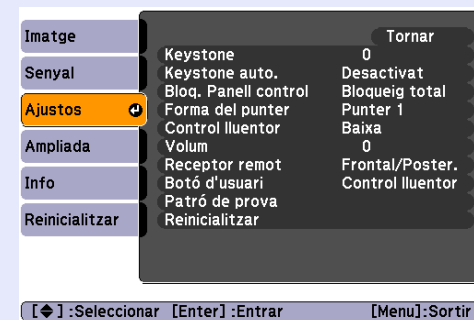 Imatge
Senyal
Ajustos
Ampliada
Info
Reinicialitzar
Tornar
Keystone 0
Keystone auto. Desactivat
Bloq. Panell control Bloqueig total
Forma del punter Punter 1
Control lluentor Baixa
Volum 0
Receptor remot Frontal/Poster.
Botó d'usuari Control lluentor
Patró de prova
Reinicialitzar
[◆] :Seleccionar [Enter] :Entrar [Menu]:Sortir